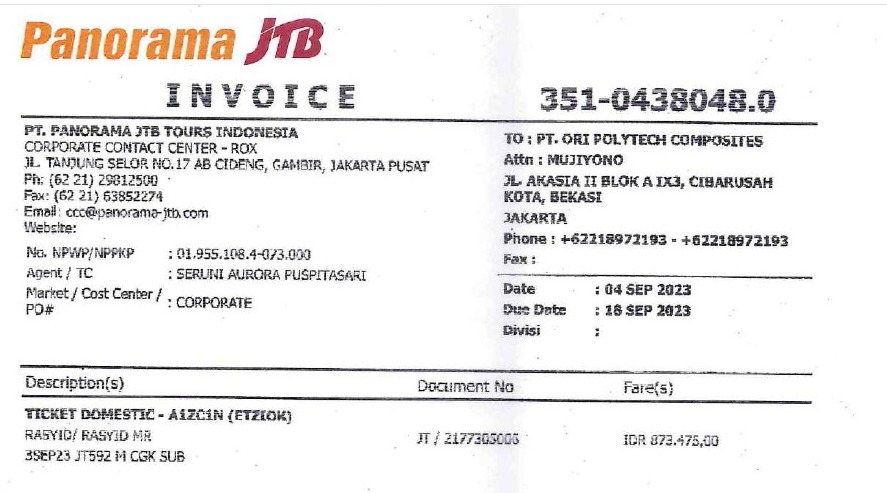 Panorama JTB
INVOICE
351-0438048.0
PT. PANORAMA JTB TOURS INDONESIA
CORPORATE CONTACT CENTER - ROX
JL. TANJUNG SELOR NO.17 AB CIDENG, GAMBIR, JAKARTA PUSAT
Ph: (62 21) 29812500
Fax: (62 21) 63852274
Email: ccc@panorama-jtb.com
Website:
No. NPWP/NPPKP : 01.955.108.4-073.000
Agent / TC : SERUNI AURORA PUSPITASARI
Market / Cost Center / PO# : CORPORATE
TO : PT. ORI POLYTECH COMPOSITES
Attn : MUJIYONO
JL. AKASIA II BLOK A IX3, CIBARUSAH
KOTA, BEKASI
JAKARTA
Phone : +62218972193 - +62218972193
Fax :
Date : 04 SEP 2023
Due Date : 18 SEP 2023
Divisi :
Description(s) Document No Fare(s)
TICKET DOMESTIC - A1ZC1N (ETZIOK)
RASYID/ RASYID MR JT / 2177305006 IDR 873.475,00
3SEP23 JT592 M CGK SUB